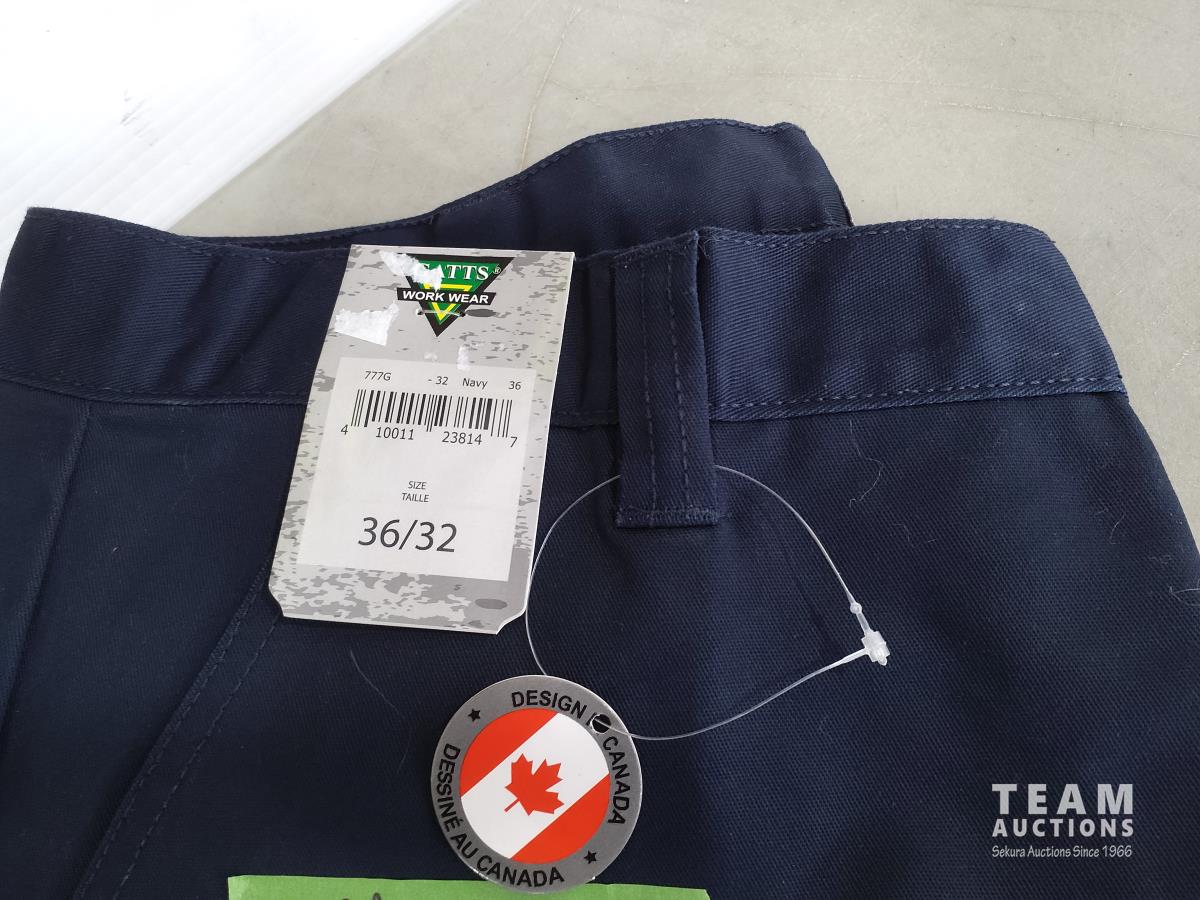 GATTS®
WORK WEAR
777G - 32 Navy 36
4 10011 23814 7
SIZE
TAILLE
36/32
DESIGN CANADA
DESSINÉ AU CANADA
TEAM
AUCTIONS
Sekura Auctions Since 1966